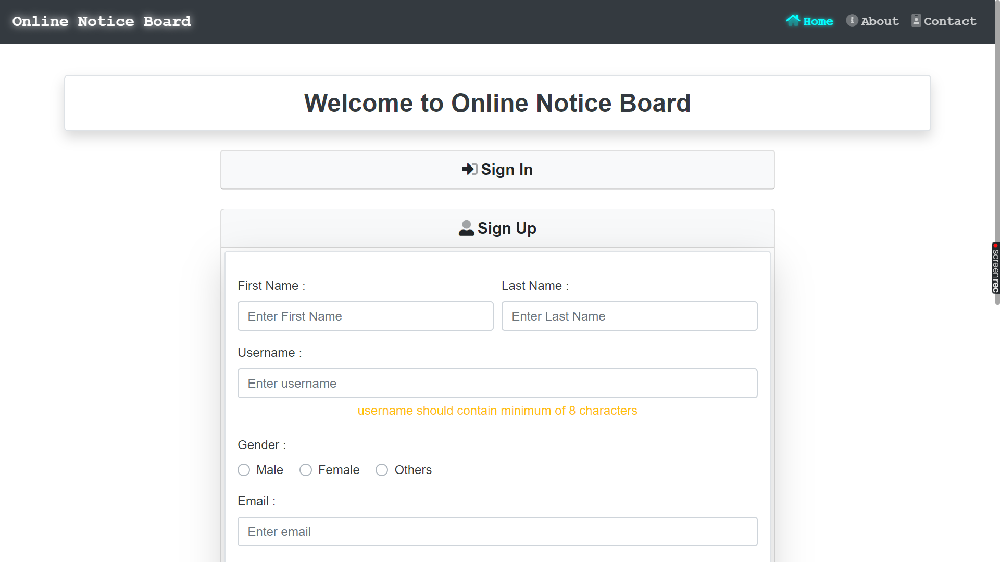 Online Notice Board
Home About Contact
Welcome to Online Notice Board
Sign In
Sign Up
First Name : Last Name :
Enter First Name Enter Last Name
Username :
Enter username
username should contain minimum of 8 characters
Gender :
Male Female Others
Email :
Enter email
screenrec